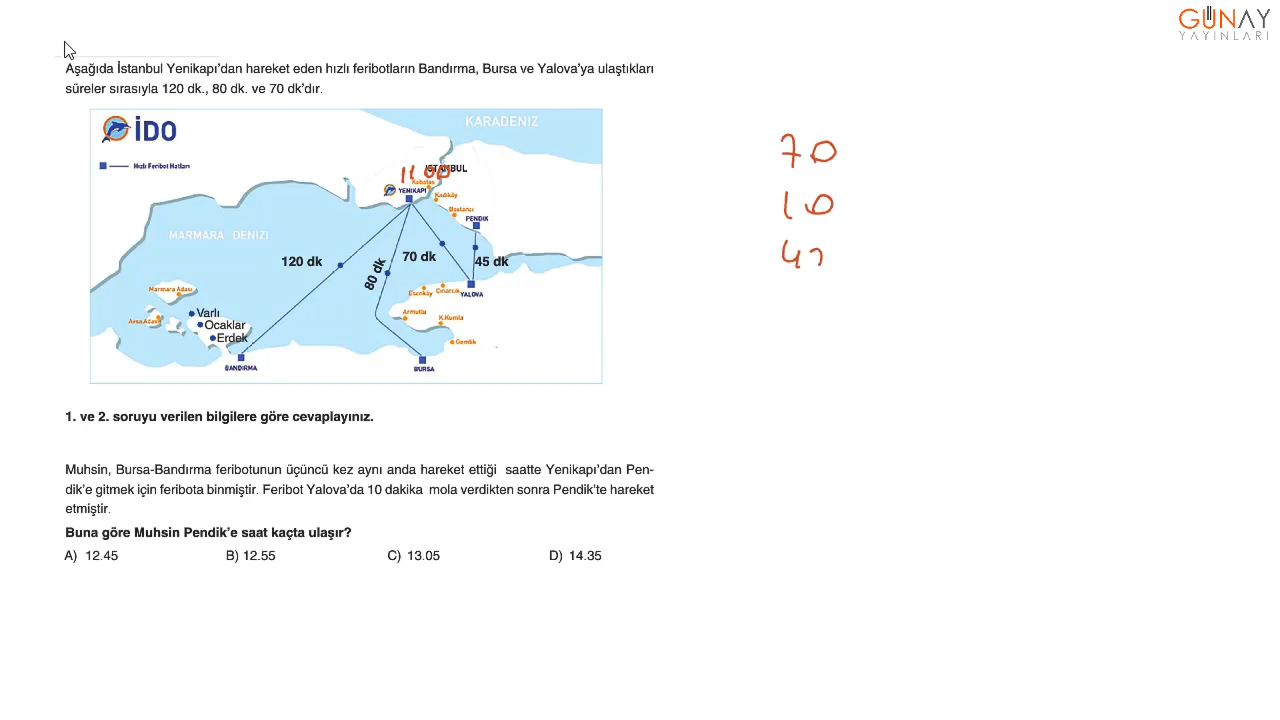 GÜNAY
YAYINLARI
Aşağıda İstanbul Yenikapı’dan hareket eden hızlı feribotların Bandırma, Bursa ve Yalova’ya ulaştıkları
süreler sırasıyla 120 dk., 80 dk. ve 70 dk’dır.
İDO
KARADENİZ
Hızlı Feribot Hatları
11 00
İSTANBUL
Kabataş
YENİKAPI
Kadıköy
Bostancı
PENDİK
MARMARA DENİZİ
120 dk
80 dk
70 dk
45 dk
Marmara Adası
Esenköy
Çınarcık
YALOVA
Avşa Adası
Varlı
Ocaklar
Erdek
Armutlu
K.Kumla
Gemlik
BANDIRMA
BURSA
70
10
1. ve 2. soruyu verilen bilgilere göre cevaplayınız.
Muhsin, Bursa-Bandırma feribotunun üçüncü kez aynı anda hareket ettiği saatte Yenikapı’dan Pen-
dik’e gitmek için feribota binmiştir. Feribot Yalova’da 10 dakika mola verdikten sonra Pendik’te hareket
etmiştir.
Buna göre Muhsin Pendik’e saat kaçta ulaşır?
A) 12.45 B) 12.55 C) 13.05 D) 14.35